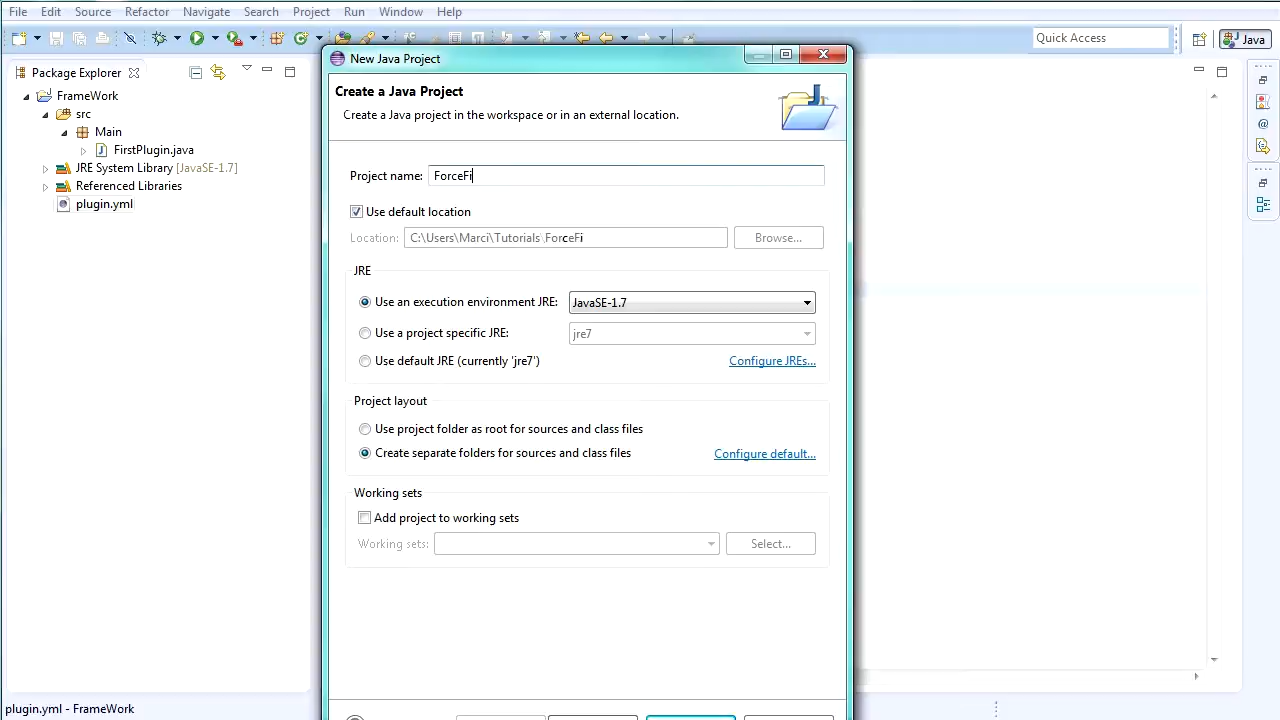 File Edit Source Refactor Navigate Search Project Run Window Help
Quick Access
Java
Package Explorer
New Java Project
FrameWork
src
Main
FirstPlugin.java
JRE System Library [JavaSE-1.7]
Referenced Libraries
plugin.yml
Create a Java Project
Create a Java project in the workspace or in an external location.
Project name: ForceFi
Use default location
Location: C:\Users\Marci\Tutorials\ForceFi Browse...
JRE
Use an execution environment JRE: JavaSE-1.7
Use a project specific JRE: jre7
Use default JRE (currently 'jre7') Configure JREs...
Project layout
Use project folder as root for sources and class files
Create separate folders for sources and class files Configure default...
Working sets
Add project to working sets
Working sets: Select...
plugin.yml - FrameWork